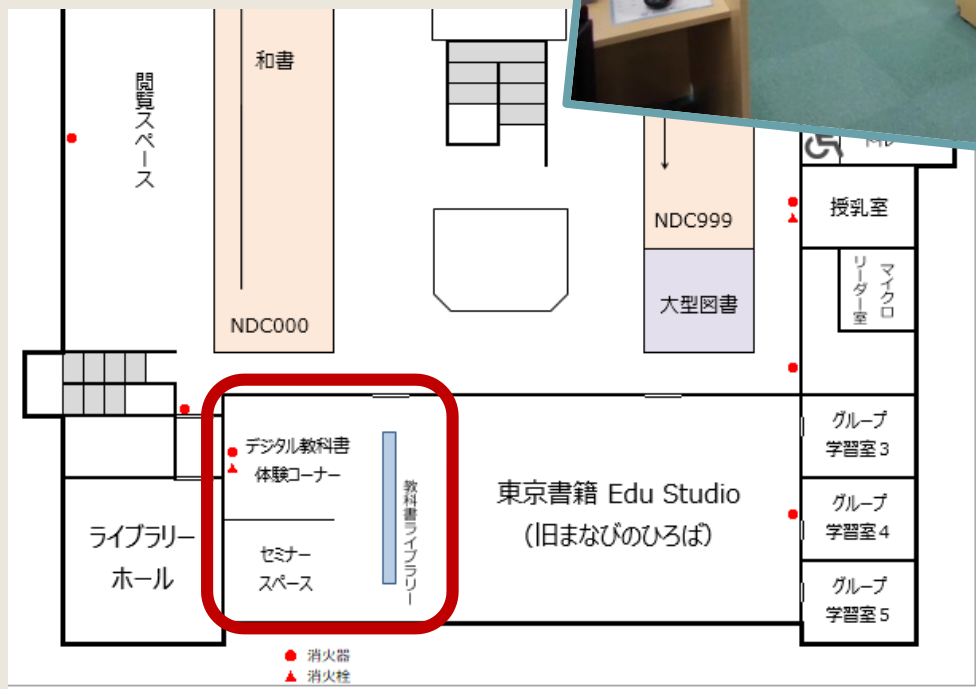 閲覧スペース
和書
NDC000
NDC999
大型図書
授乳室
マイクロ
リーダー室
デジタル教科書
体験コーナー
セミナー
スペース
教科書ライブラリー
東京書籍 Edu Studio
（旧まなびのひろば）
ライブラリー
ホール
グループ
学習室3
グループ
学習室4
グループ
学習室5
消火器
消火栓